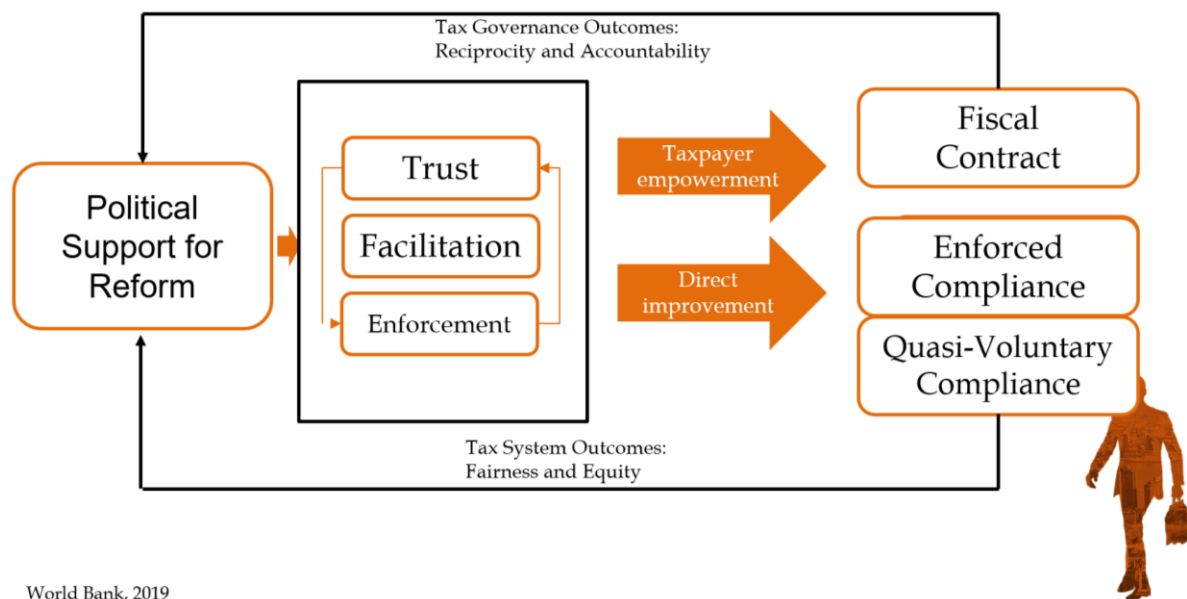 Tax Governance Outcomes:
Reciprocity and Accountability
Political
Support for
Reform
Trust
Facilitation
Enforcement
Taxpayer
empowerment
Direct
improvement
Fiscal
Contract
Enforced
Compliance
Quasi-Voluntary
Compliance
Tax System Outcomes:
Fairness and Equity
World Bank, 2019